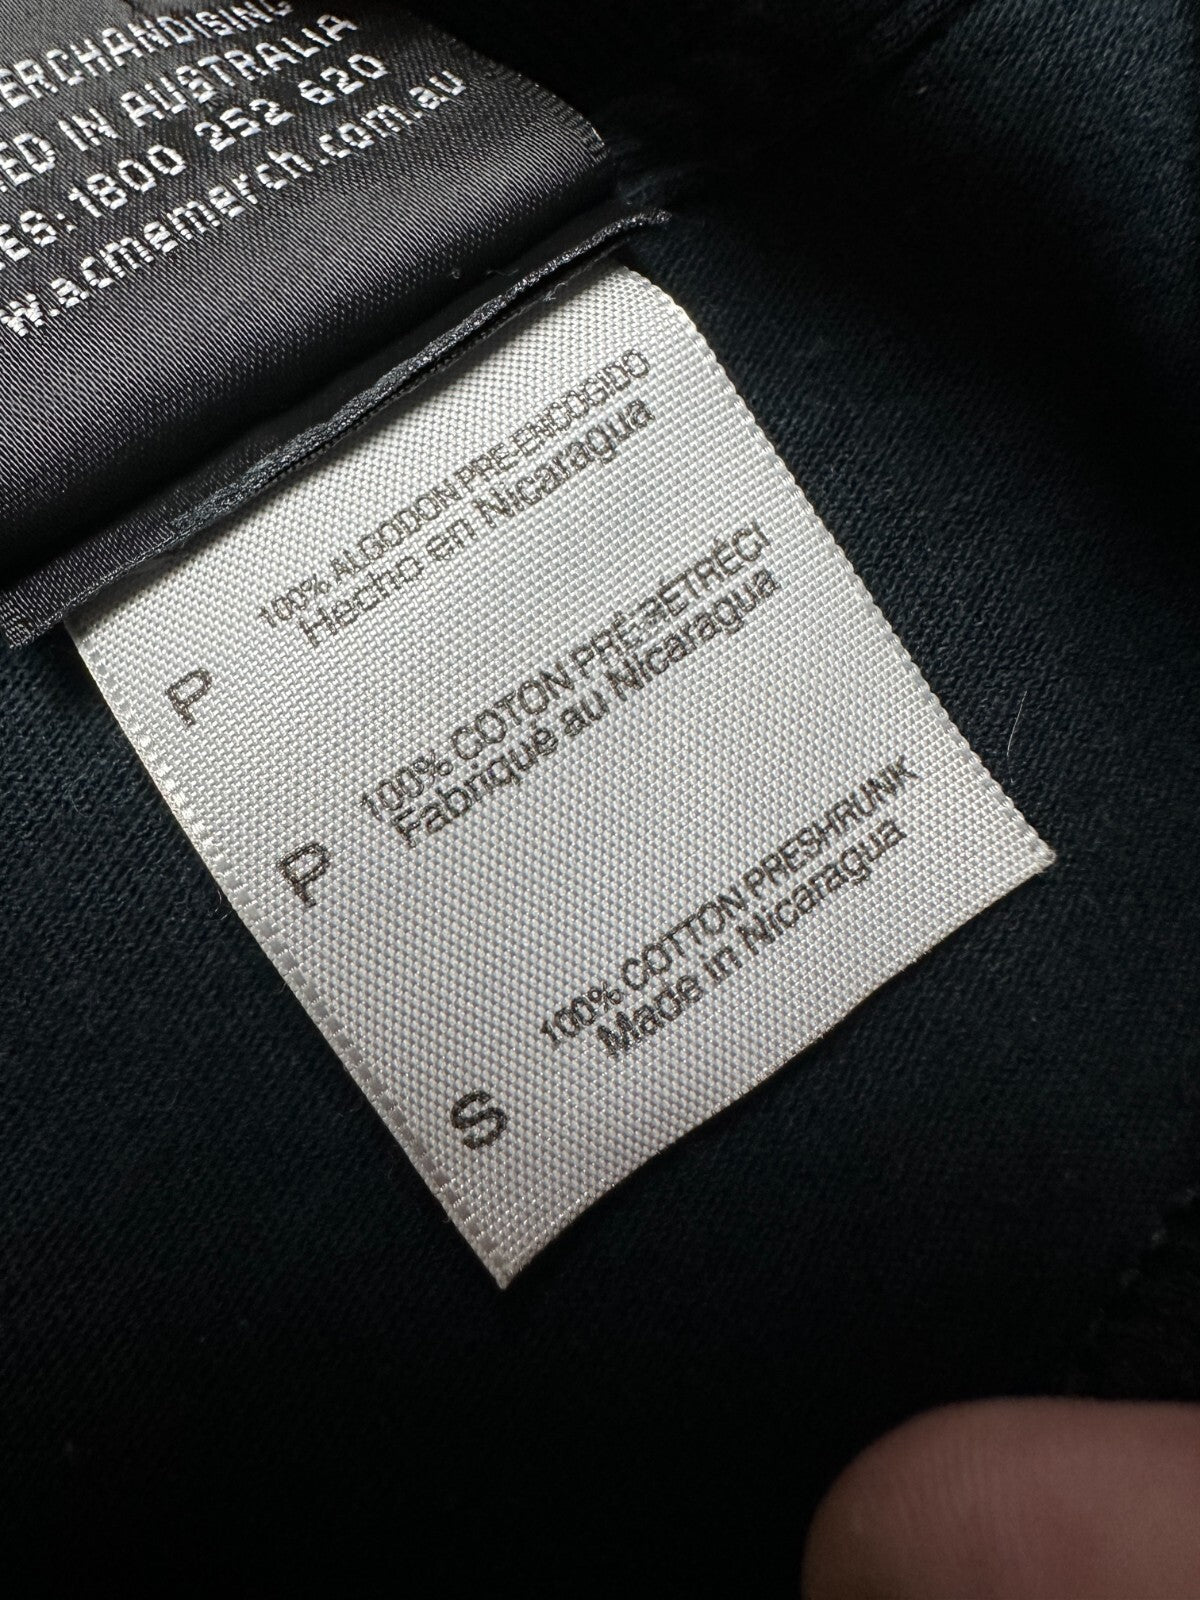 ERCHANDISING
ED IN AUSTRALIA
ES:1800 252 620
w.acmemerch.com.au
100% ALGODON PRE-ENCOGIDO
Hecho en Nicaragua
P
100% COTON PRÉ-RETRÉCI
Fabriqué au Nicaragua
P
100% COTTON PRESHRUNK
Made in Nicaragua
S